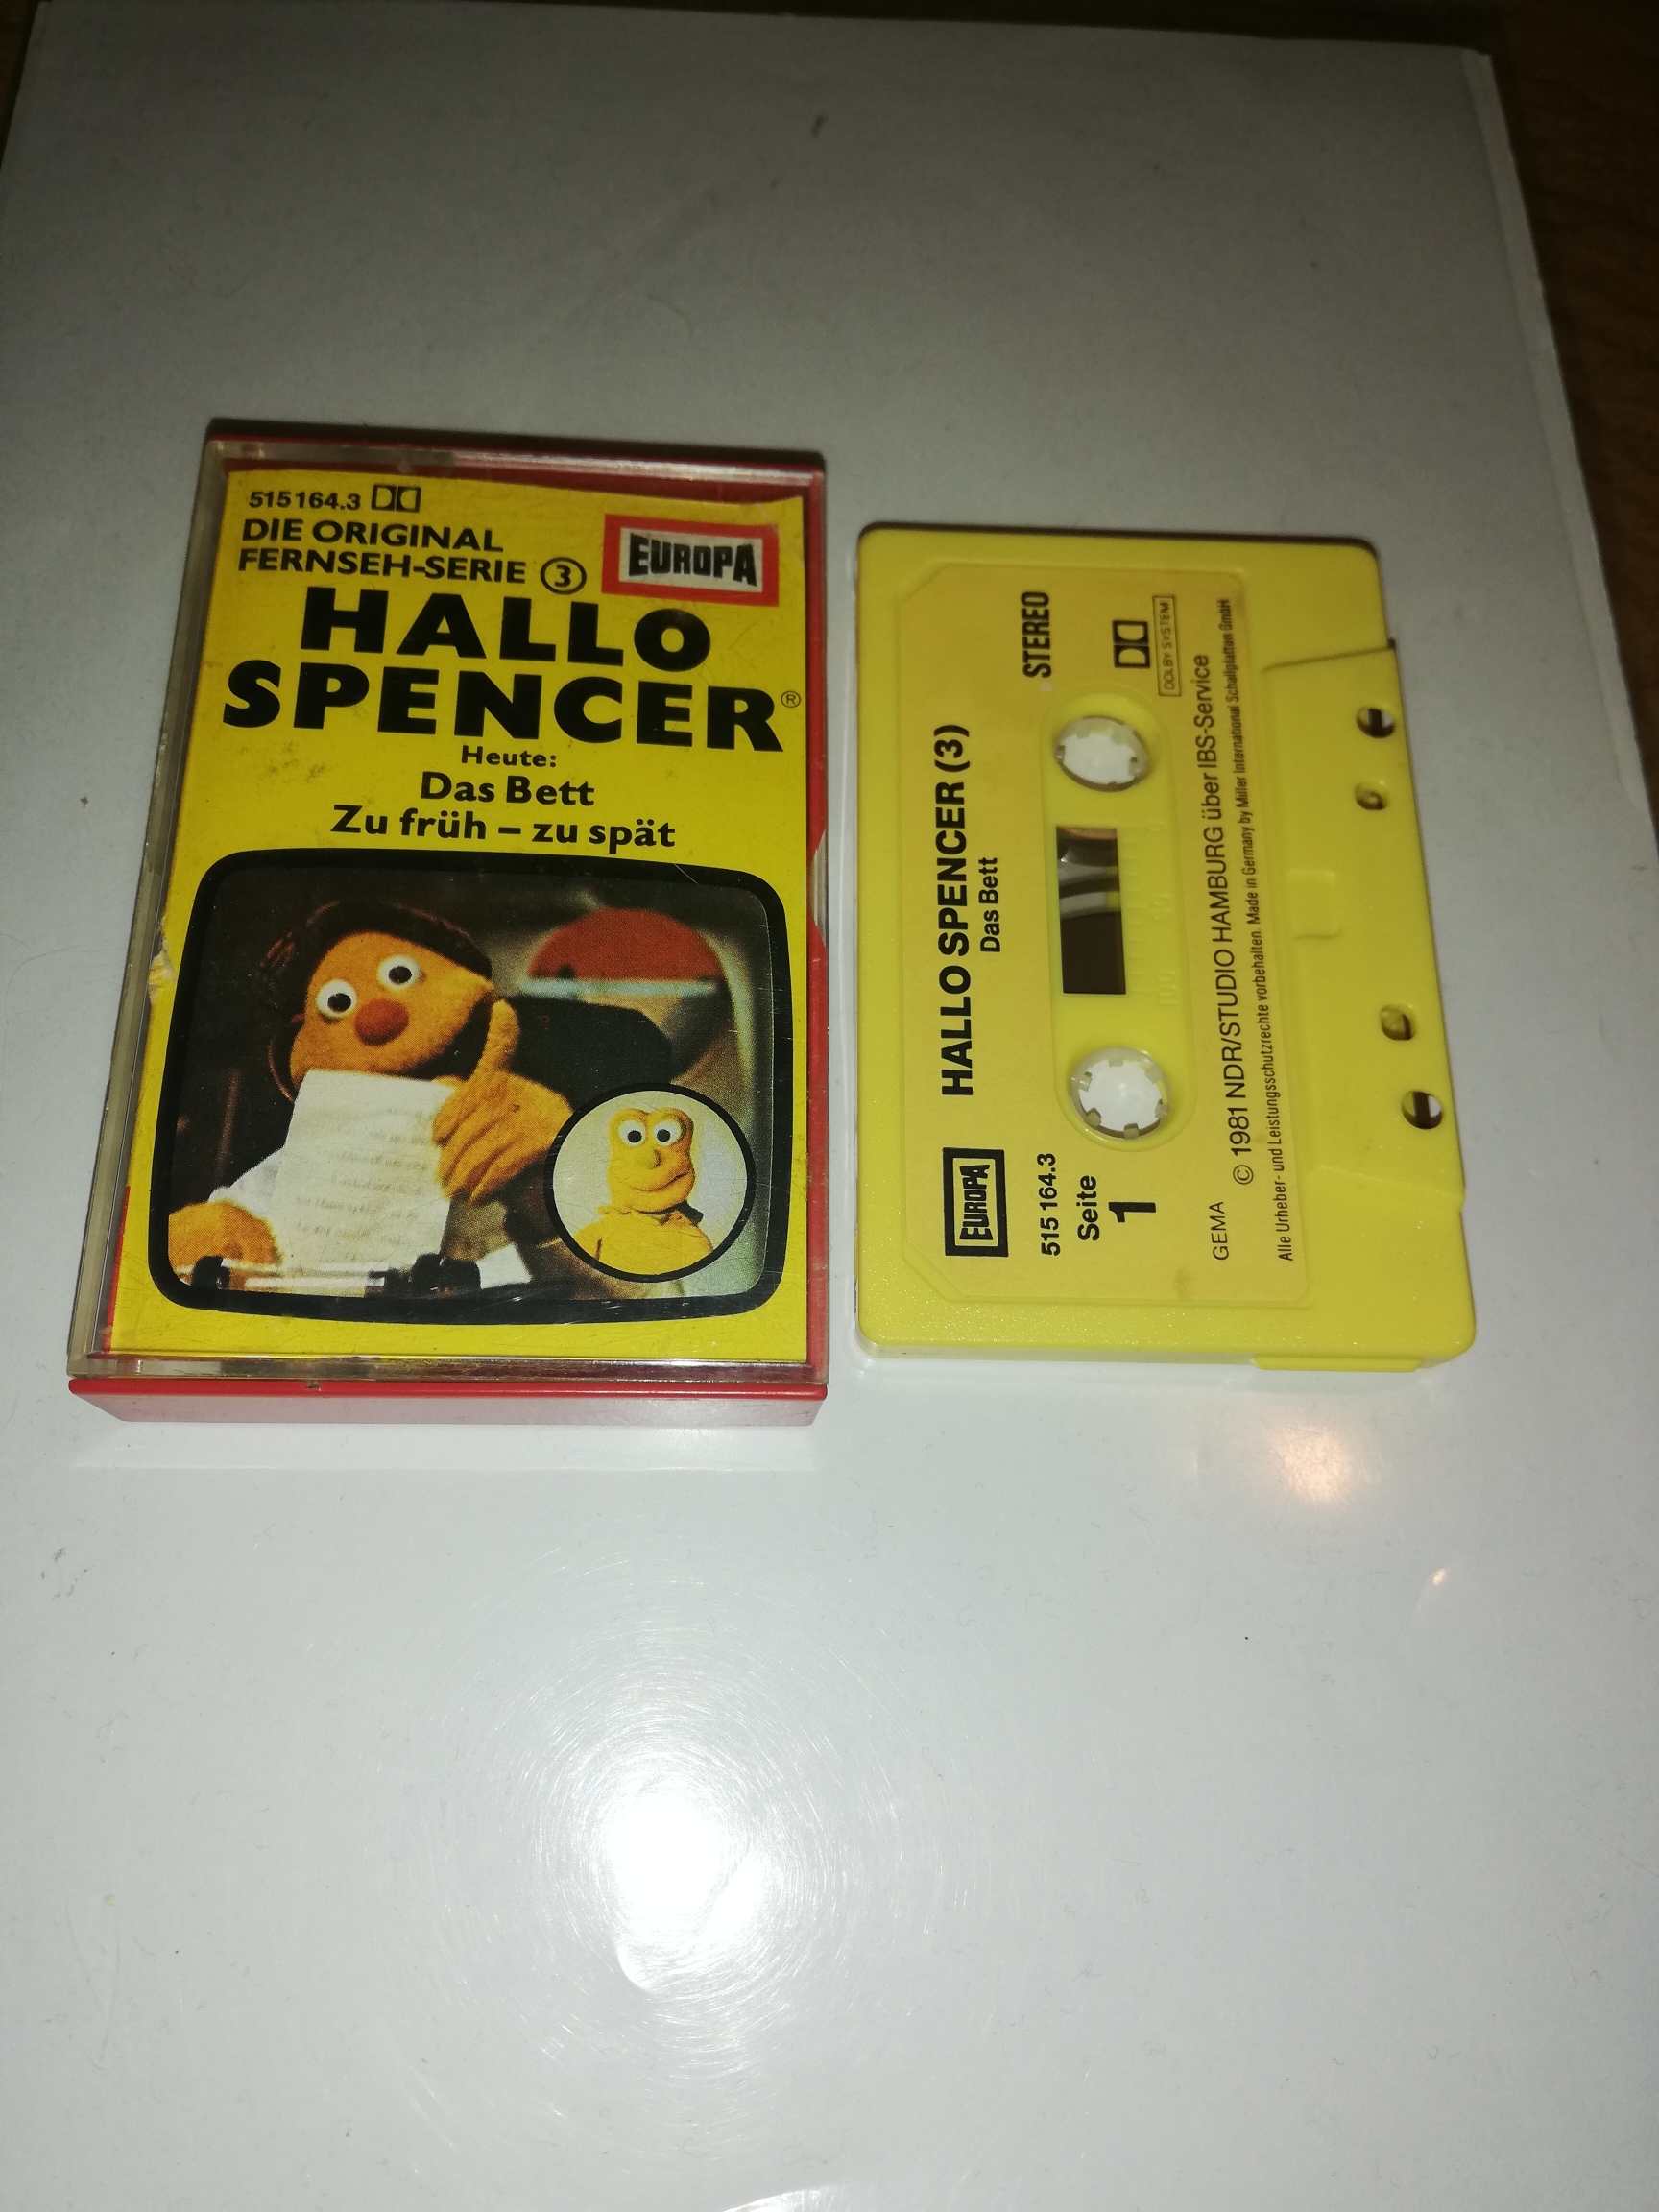 515164.3
DIE ORIGINAL
FERNSEH-SERIE 3
EUROPA
HALLO
SPENCER®
Heute:
Das Bett
Zu früh – zu spät
HALLO SPENCER (3)
Das Bett
EUROPA
STEREO
515 164.3
Seite
1
DOLBY SYSTEM
GEMA
© 1981 NDR/STUDIO HAMBURG über IBS-Service
Alle Urheber- und Leistungsschutzrechte vorbehalten. Made in Germany by Miller International Schallplatten GmbH